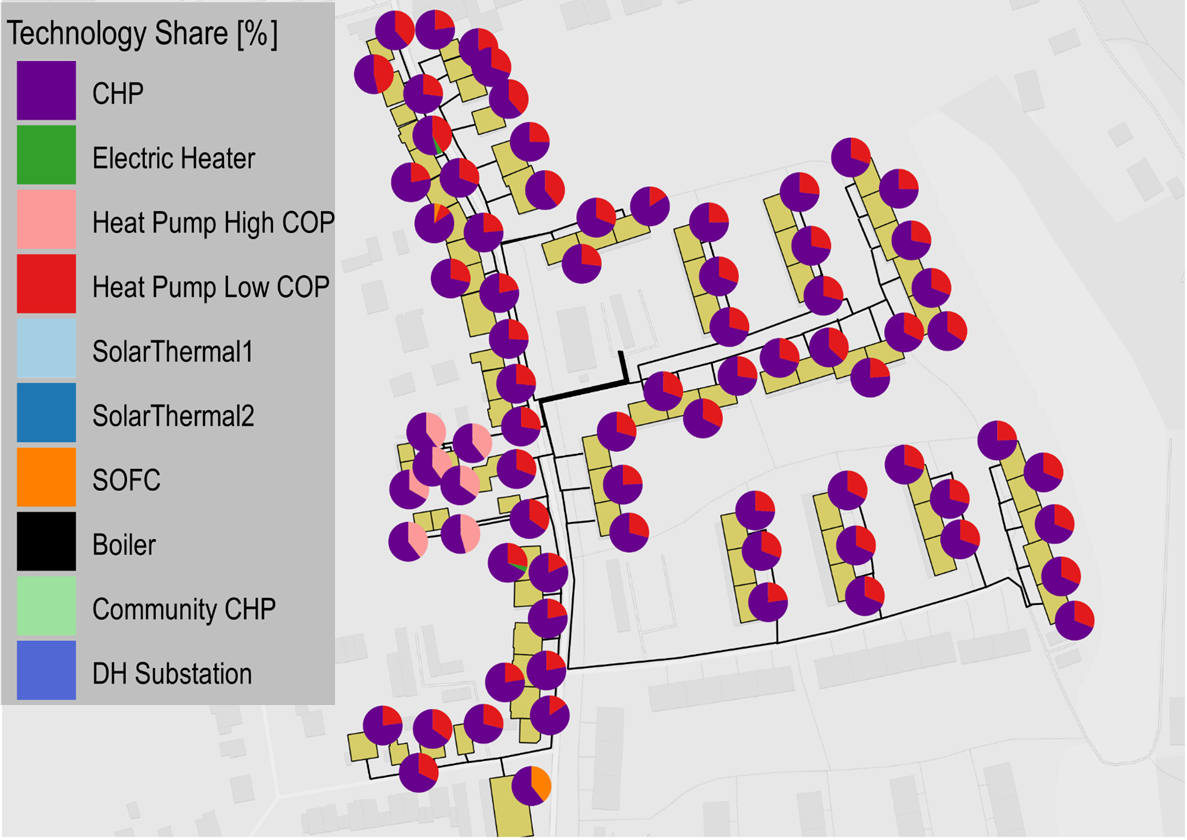 Technology Share [%]
CHP
Electric Heater
Heat Pump High COP
Heat Pump Low COP
SolarThermal1
SolarThermal2
SOFC
Boiler
Community CHP
DH Substation